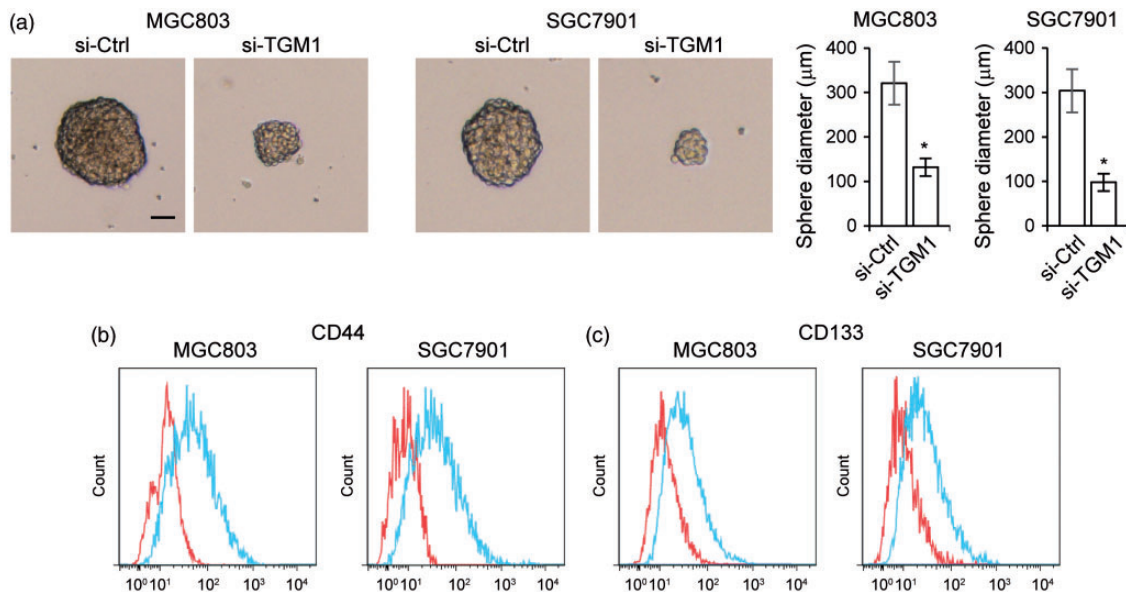 (a)
MGC803
si-Ctrl si-TGM1
SGC7901
si-Ctrl si-TGM1
MGC803
Sphere diameter (μm)
400
300
200
100
0
*
si-Ctrl
si-TGM1
SGC7901
Sphere diameter (μm)
400
300
200
100
0
*
si-Ctrl
si-TGM1
(b) CD44
MGC803
Count
10⁰ 10¹ 10² 10³ 10⁴
SGC7901
Count
10⁰ 10¹ 10² 10³ 10⁴
(c) CD133
MGC803
Count
10⁰ 10¹ 10² 10³ 10⁴
SGC7901
Count
10⁰ 10¹ 10² 10³ 10⁴